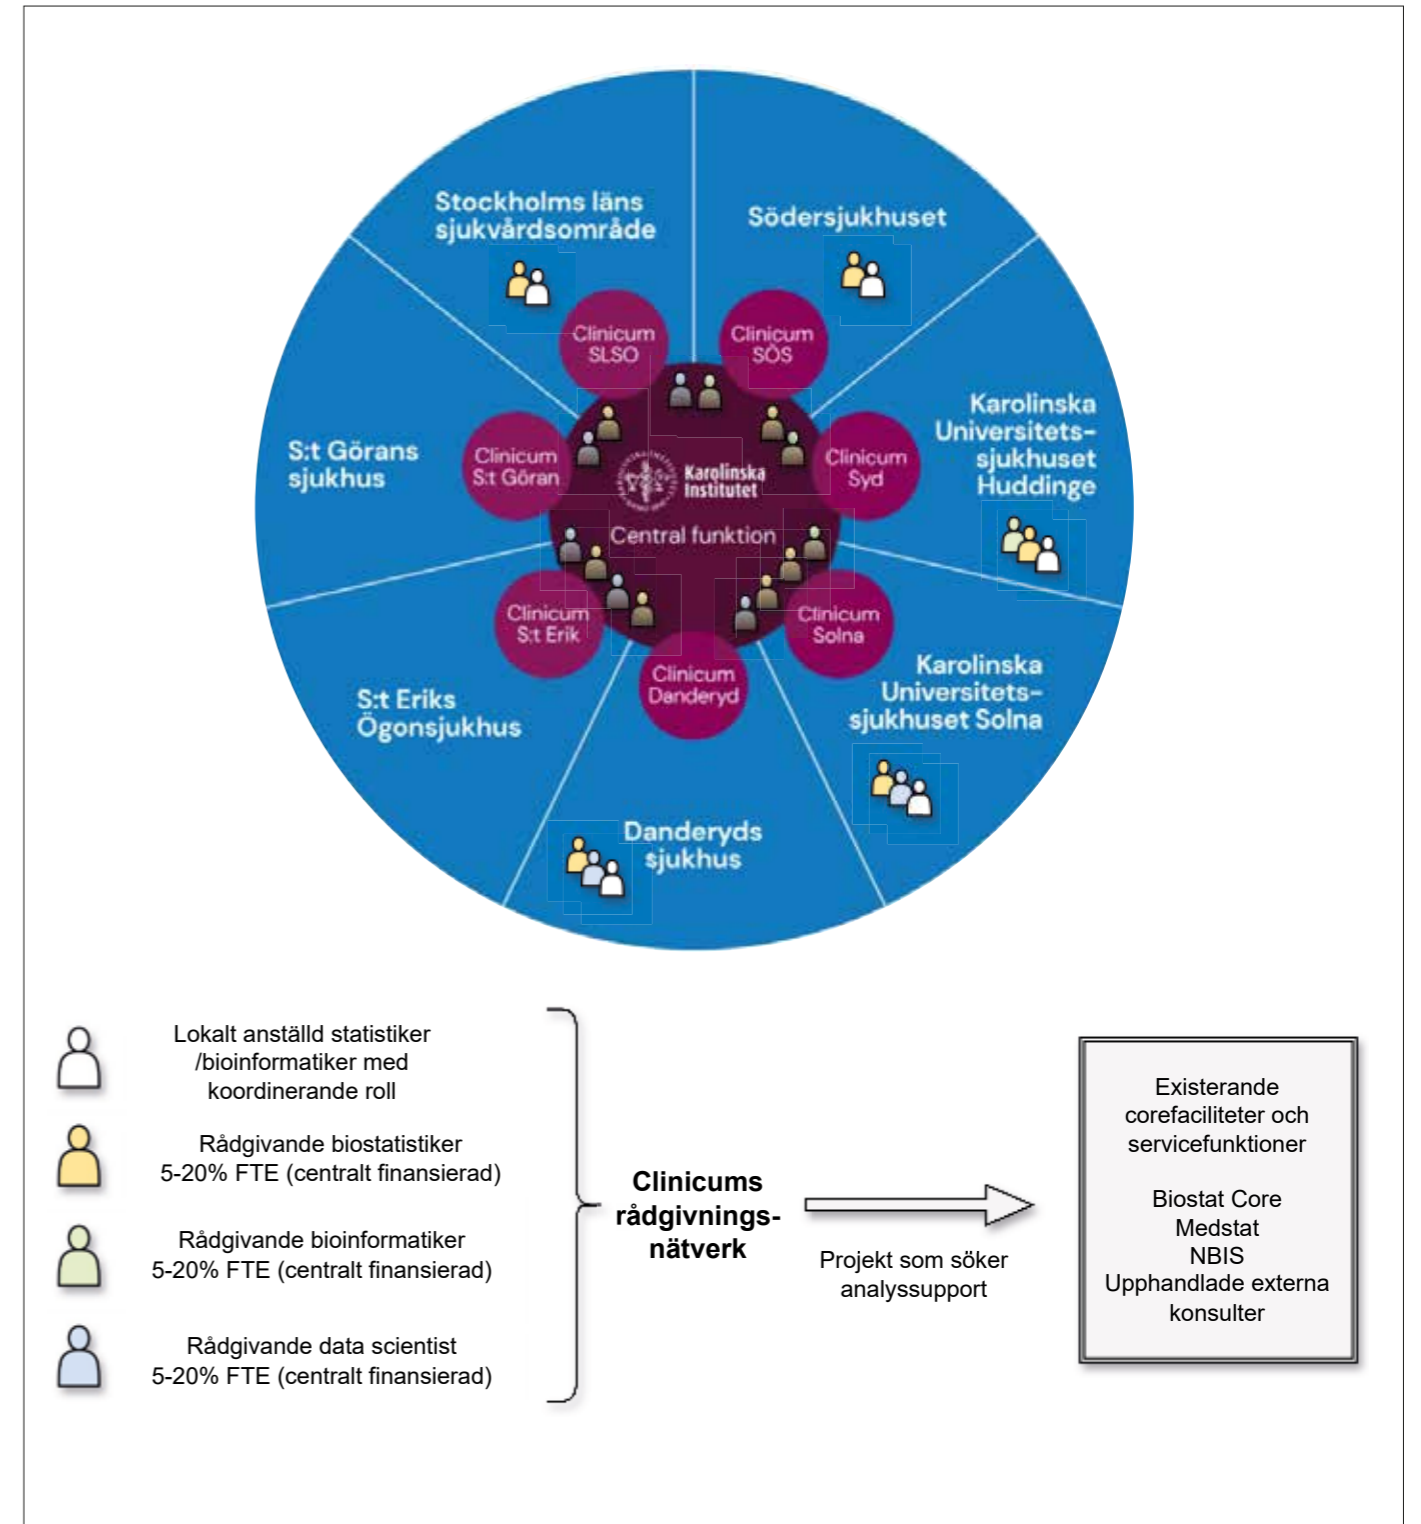 Stockholms läns
sjukvårdsområde
Södersjukhuset
Clinicum
SLSO
Clinicum
SÖS
Karolinska
Universitets-
sjukhuset
Huddinge
S:t Görans
sjukhus
Clinicum
S:t Göran
Karolinska
Institutet
Clinicum
Syd
Central funktion
Clinicum
S:t Erik
Clinicum
Solna
Clinicum
Danderyd
Karolinska
Universitets-
sjukhuset Solna
S:t Eriks
Ögonsjukhus
Danderyds
sjukhus
Lokalt anställd statistiker
/bioinformatiker med
koordinerande roll
Rådgivande biostatistiker
5-20% FTE (centralt finansierad)
Rådgivande bioinformatiker
5-20% FTE (centralt finansierad)
Rådgivande data scientist
5-20% FTE (centralt finansierad)
Clinicums
rådgivnings-
nätverk
Projekt som söker
analyssupport
Existerande
corefaciliteter och
servicefunktioner
Biostat Core
Medstat
NBIS
Upphandlade externa
konsulter